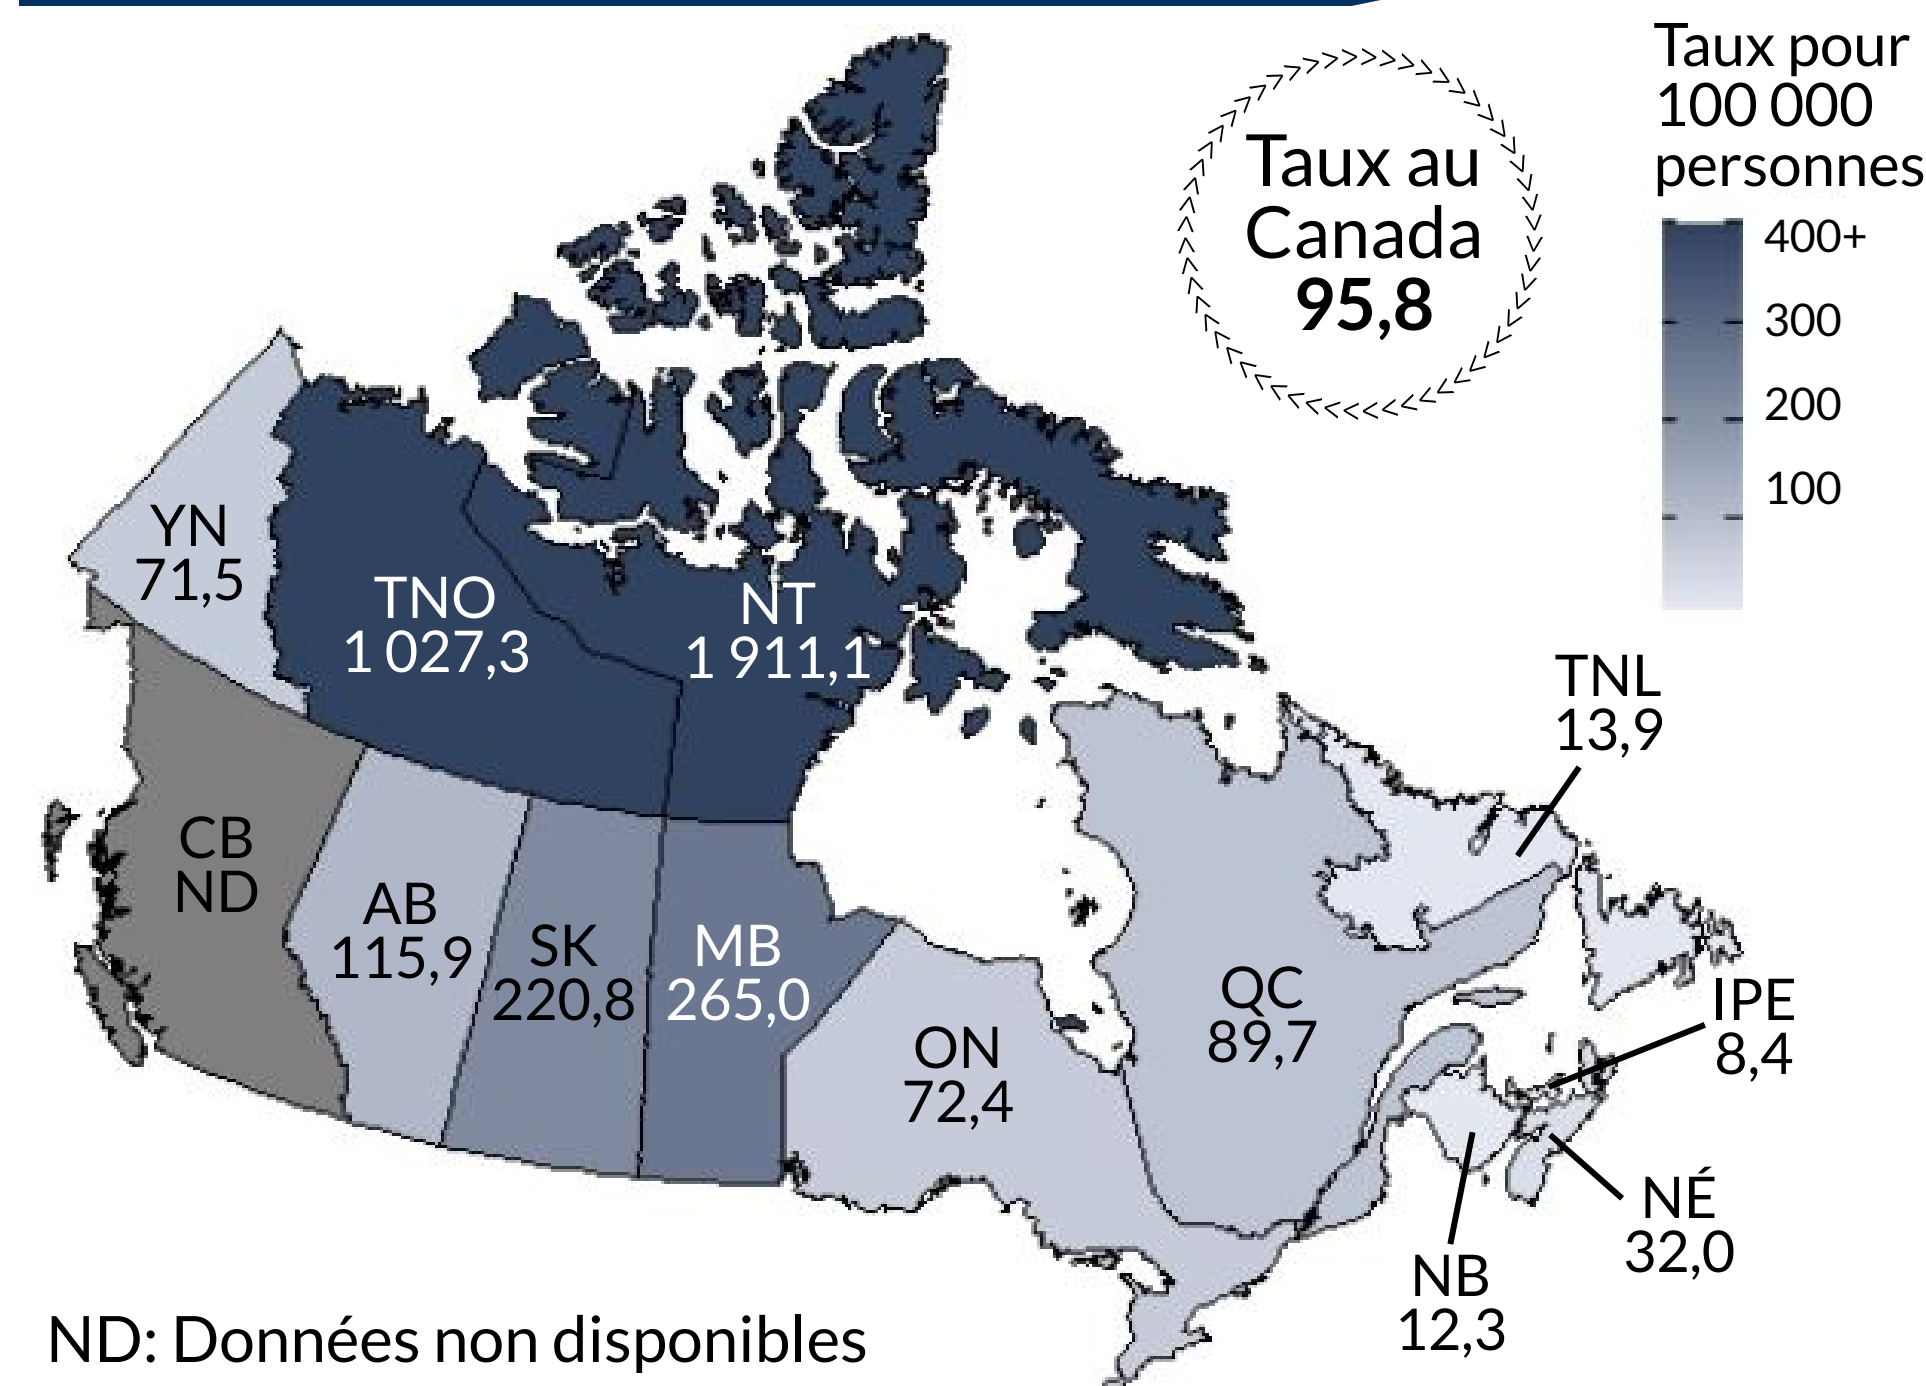 Taux au
Canada
95,8
Taux pour
100 000
personnes
400+
300
200
100
YN
71,5
TNO
1 027,3
NT
1 911,1
TNL
13,9
CB
ND
AB
115,9
SK
220,8
MB
265,0
ON
72,4
QC
89,7
IPE
8,4
NÉ
32,0
NB
12,3
ND: Données non disponibles